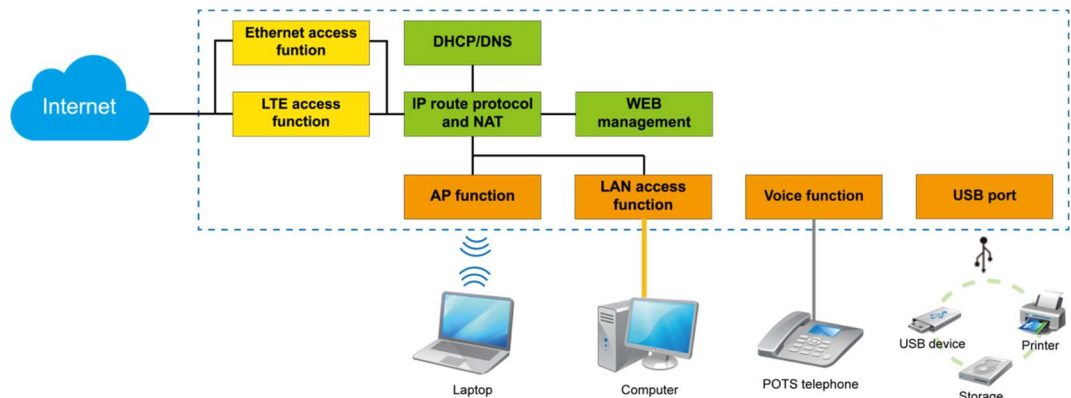 Ethernet access
funtion
DHCP/DNS
Internet
LTE access
function
IP route protocol
and NAT
WEB
management
AP function
LAN access
function
Voice function
USB port
USB device
Printer
Laptop
Computer
POTS telephone
Storage